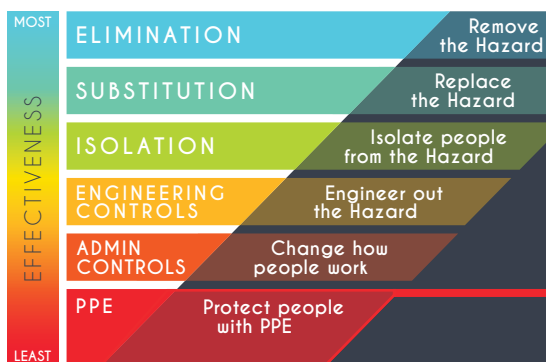 MOST
EFFECTIVENESS
LEAST
ELIMINATION
Remove
the Hazard
SUBSTITUTION
Replace
the Hazard
ISOLATION
Isolate people
from the Hazard
ENGINEERING
CONTROLS
Engineer out
the Hazard
ADMIN
CONTROLS
Change how
people work
PPE
Protect people
with PPE